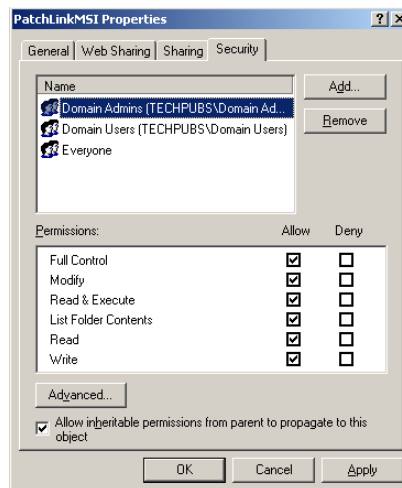 PatchLinkMSI Properties
General Web Sharing Sharing Security
Name
Add...
Domain Admins (TECHPUBS\Domain Ad...
Remove
Domain Users (TECHPUBS\Domain Users)
Everyone
Permissions: Allow Deny
Full Control
Modify
Read & Execute
List Folder Contents
Read
Write
Advanced...
Allow inheritable permissions from parent to propagate to this
object
OK Cancel Apply